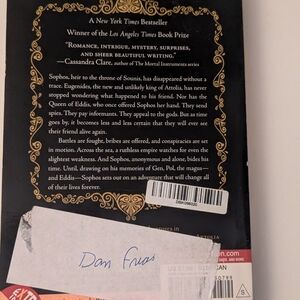 A New York Times Bestseller
Winner of the Los Angeles Times Book Prize
"ROMANCE, INTRIGUE, MYSTERY, SURPRISES,
AND SHEER BEAUTIFUL WRITING."
—Cassandra Clare, author of The Mortal Instruments series
Sophos, heir to the throne of Sounis, has disappeared without a
trace. Eugenides, the new and unlikely king of Attolia, has never
stopped wondering what happened to his friend. Nor has the
Queen of Eddis, who once offered Sophos her hand. They send
spies. They pay informants. They appeal to the gods. But as time
goes by, it becomes less and less certain that they will ever see
their friend alive again.
Battles are fought, bribes are offered, and conspiracies are set
in motion. Across the sea, a ruthless empire watches for even the
slightest weakness. And Sophos, anonymous and alone, bides his
time. Until, drawing on his memories of Gen, Pol, the magus—
and Eddis—Sophos sets out on an adventure that will change all
of their lives forever.
Dan Frias
EXTR
S